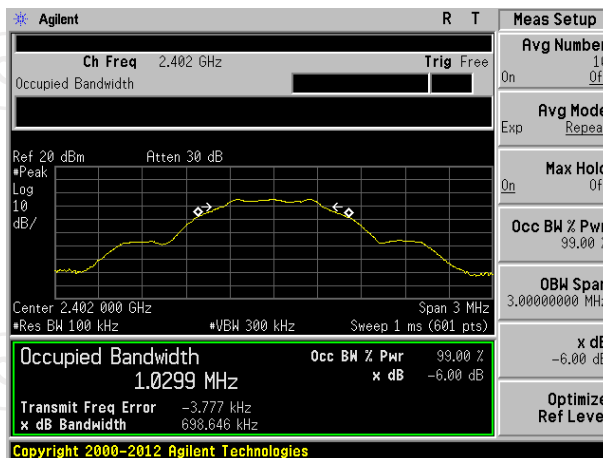 Agilent R T
Ch Freq 2.402 GHz Trig Free
Occupied Bandwidth
Ref 20 dBm Atten 30 dB
#Peak
Log
10
dB/
Center 2.402 000 GHz Span 3 MHz
#Res BW 100 kHz #VBW 300 kHz Sweep 1 ms (601 pts)
Occupied Bandwidth Occ BW % Pwr 99.00 %
1.0299 MHz x dB -6.00 dB
Transmit Freq Error -3.777 kHz
x dB Bandwidth 698.646 kHz
Copyright 2000-2012 Agilent Technologies
Meas Setup
Avg Number
10
On Of
Avg Mode
Exp Repea
Max Hold
On Of
Occ BW % Pwr
99.00 %
OBW Span
3.00000000 MH
x dB
-6.00 dB
Optimize
Ref Level